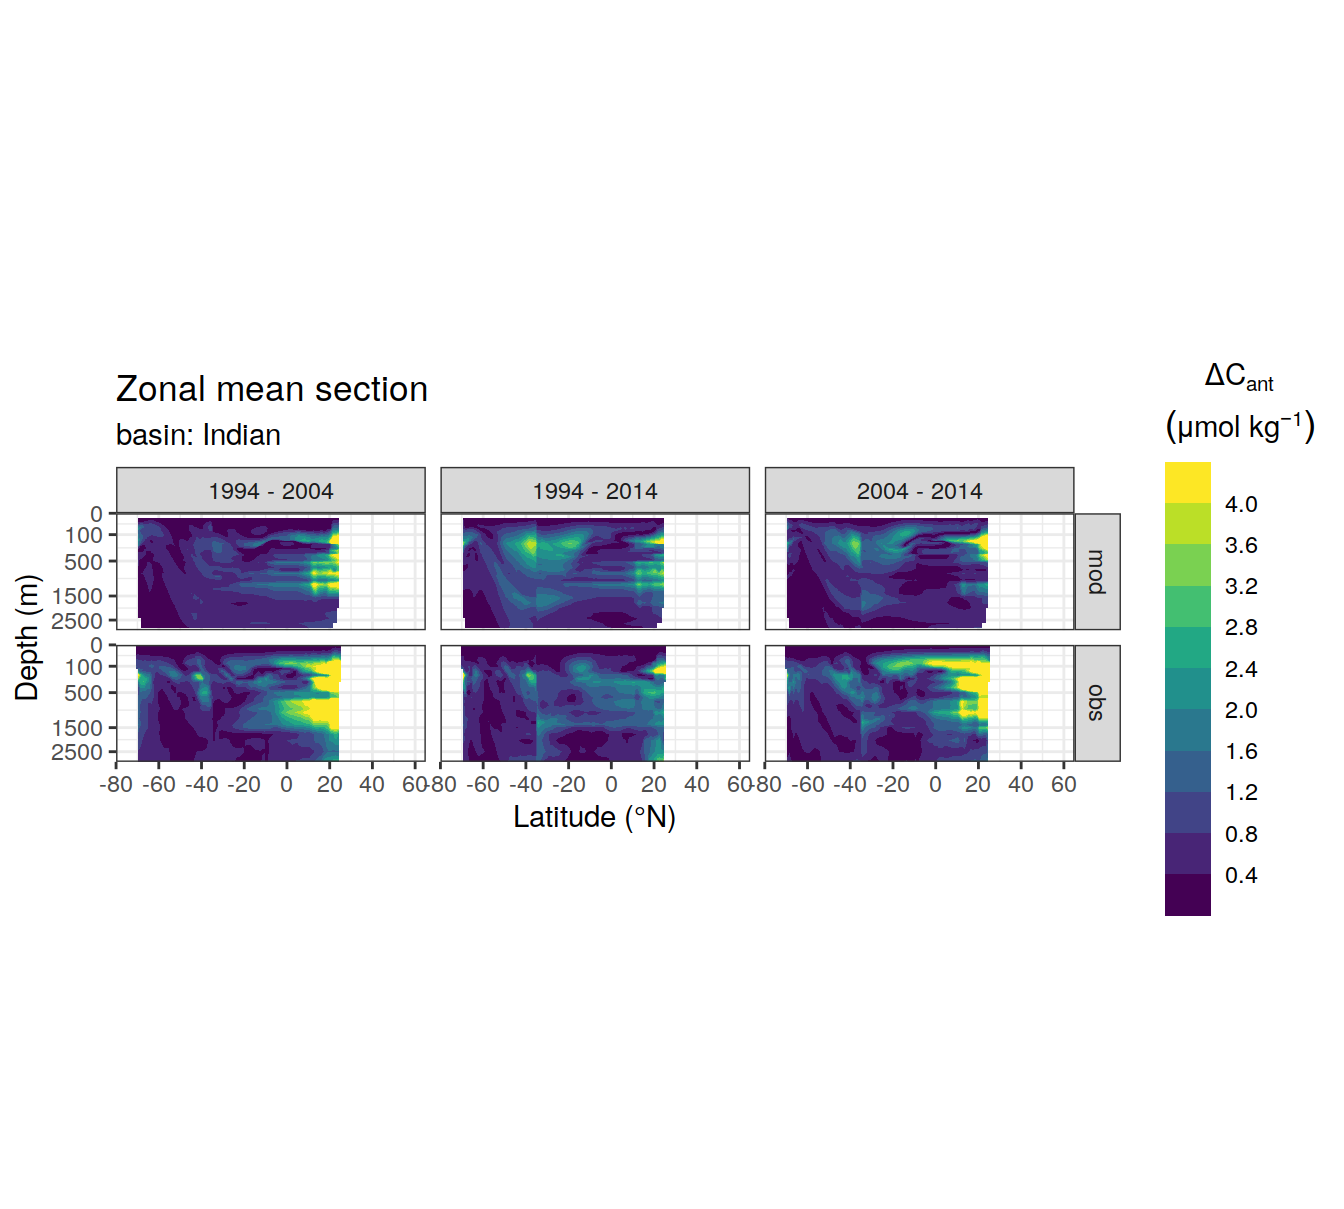 Zonal mean section
basin: Indian
1994 - 2004 1994 - 2014 2004 - 2014
0
100
500
1500
2500
mod
0
100
500
1500
2500
obs
Depth (m)
-80 -60 -40 -20 0 20 40 60 -80 -60 -40 -20 0 20 40 60 -80 -60 -40 -20 0 20 40 60
Latitude (°N)
ΔCant
(μmol kg⁻¹)
4.0
3.6
3.2
2.8
2.4
2.0
1.6
1.2
0.8
0.4